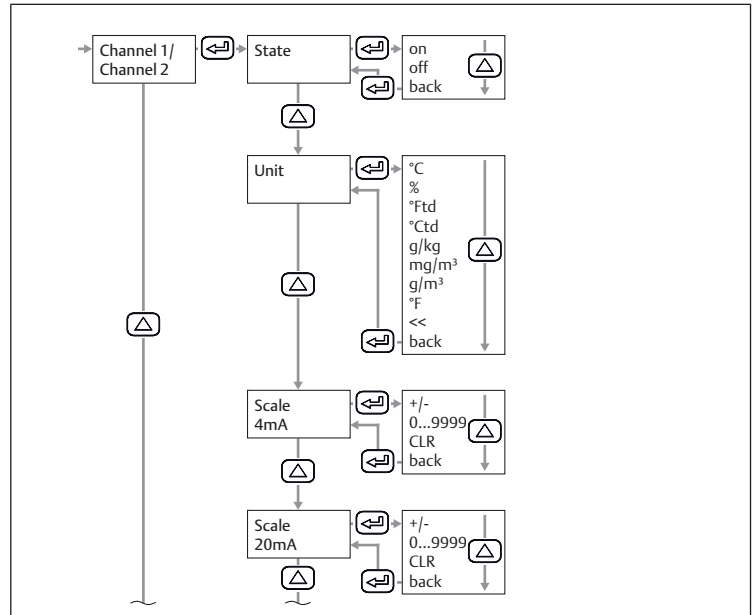 Channel 1/
Channel 2
State
on
off
back
Unit
°C
%
°Ftd
°Ctd
g/kg
mg/m³
g/m³
°F
<<
back
Scale
4mA
+/-
0...9999
CLR
back
Scale
20mA
+/-
0...9999
CLR
back